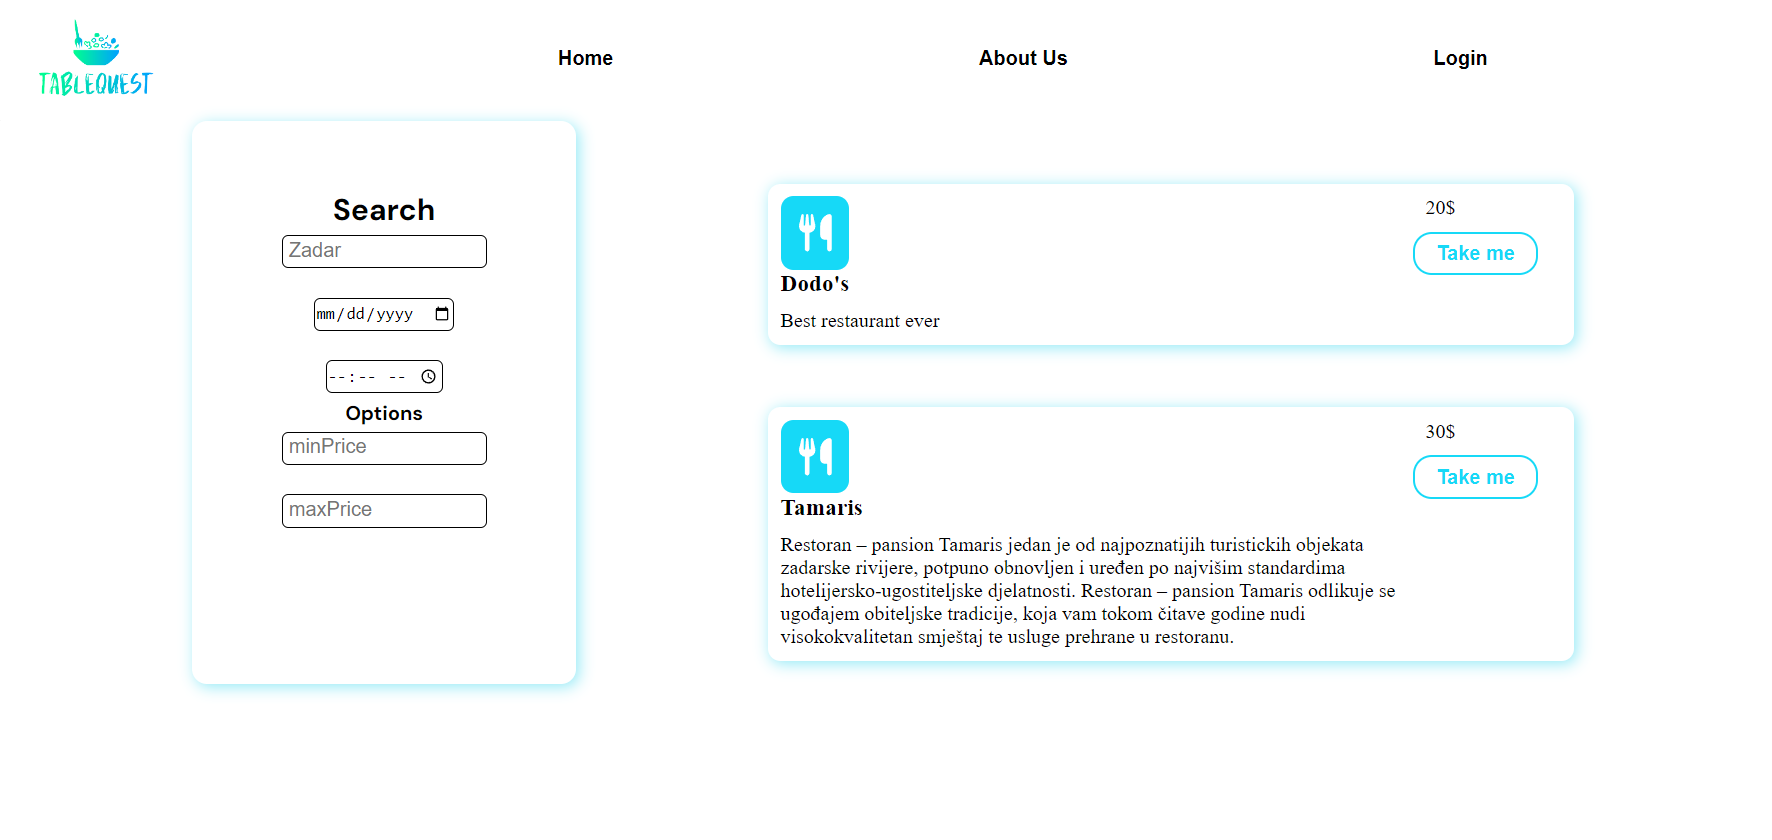 TABLEQUEST
Home
About Us
Login
Search
Zadar
mm/dd/yyyy
--:-- --
Options
minPrice
maxPrice
20$
Take me
Dodo's
Best restaurant ever
30$
Take me
Tamaris
Restoran – pansion Tamaris jedan je od najpoznatijih turistickih objekata
zadarske rivijere, potpuno obnovljen i uređen po najvišim standardima
hotelijersko-ugostiteljske djelatnosti. Restoran – pansion Tamaris odlikuje se
ugođajem obiteljske tradicije, koja vam tokom čitave godine nudi
visokokvalitetan smještaj te usluge prehrane u restoranu.